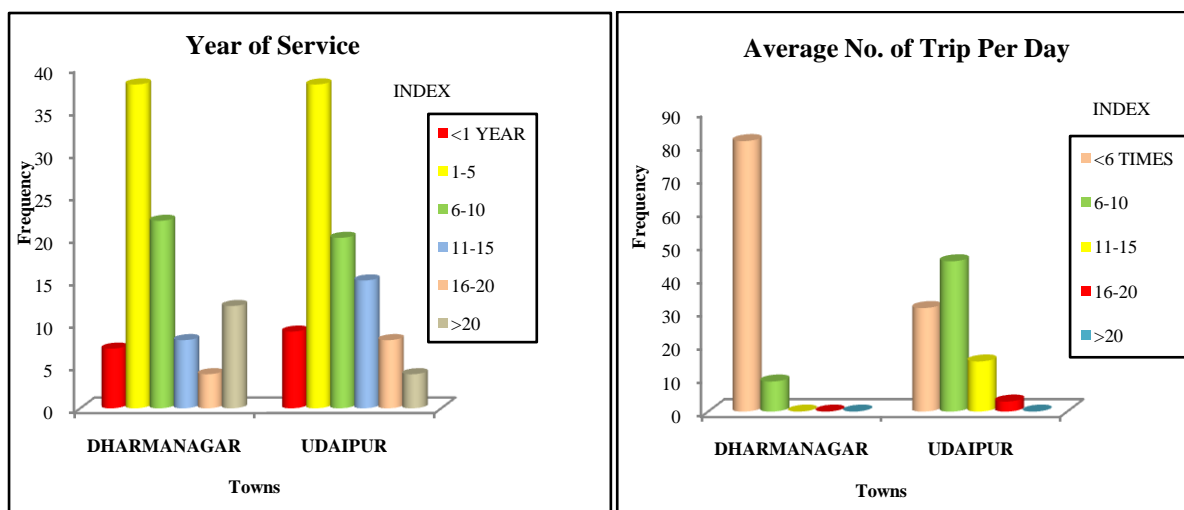 Year of Service
40
35
30
25
20
15
10
5
0
Frequency
INDEX
<1 YEAR
1-5
6-10
11-15
16-20
>20
DHARMANAGAR UDAIPUR
Towns
Average No. of Trip Per Day
90
80
70
60
50
40
30
20
10
0
Frequency
INDEX
<6 TIMES
6-10
11-15
16-20
>20
DHARMANAGAR UDAIPUR
Towns